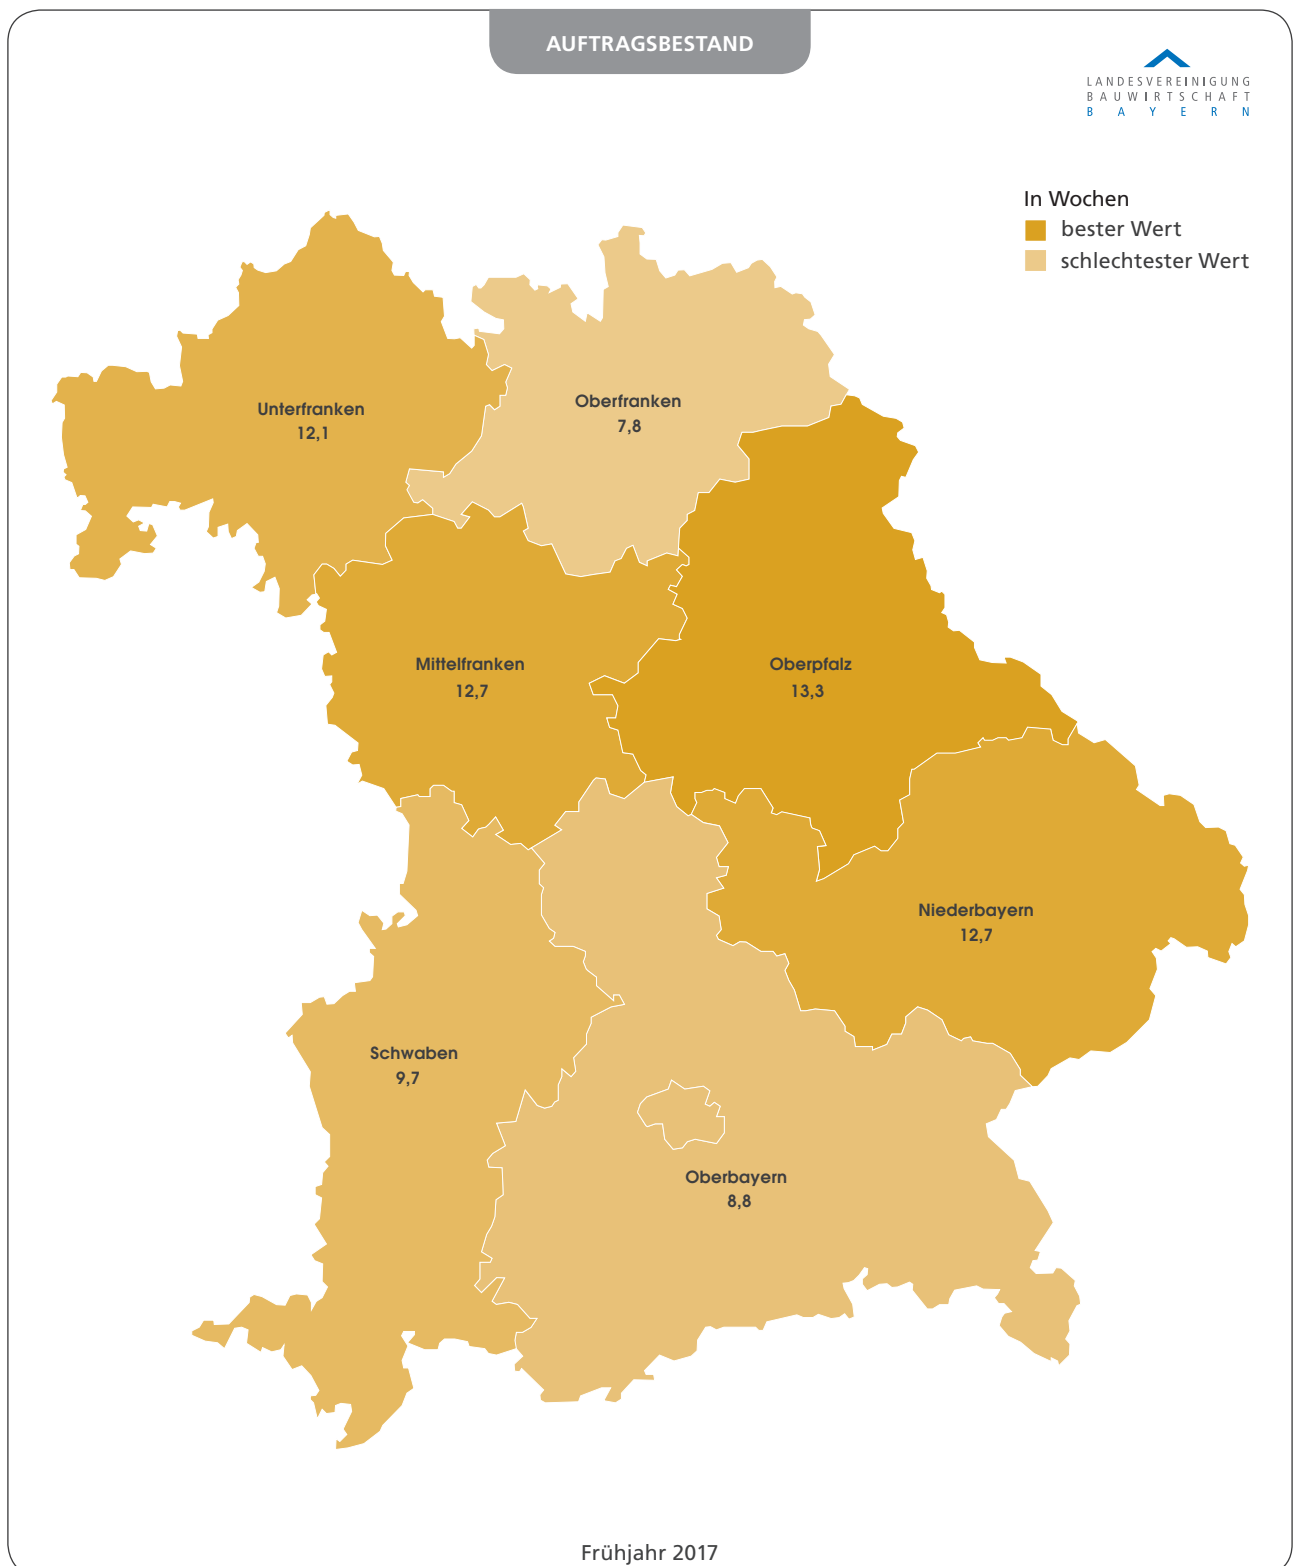 AUFTRAGSBESTAND
LANDESVEREINIGUNG
BAUWIRTSCHAFT
BAYERN
In Wochen
bester Wert
schlechtester Wert
Unterfranken
12,1
Oberfranken
7,8
Mittelfranken
12,7
Oberpfalz
13,3
Niederbayern
12,7
Schwaben
9,7
Oberbayern
8,8
Frühjahr 2017